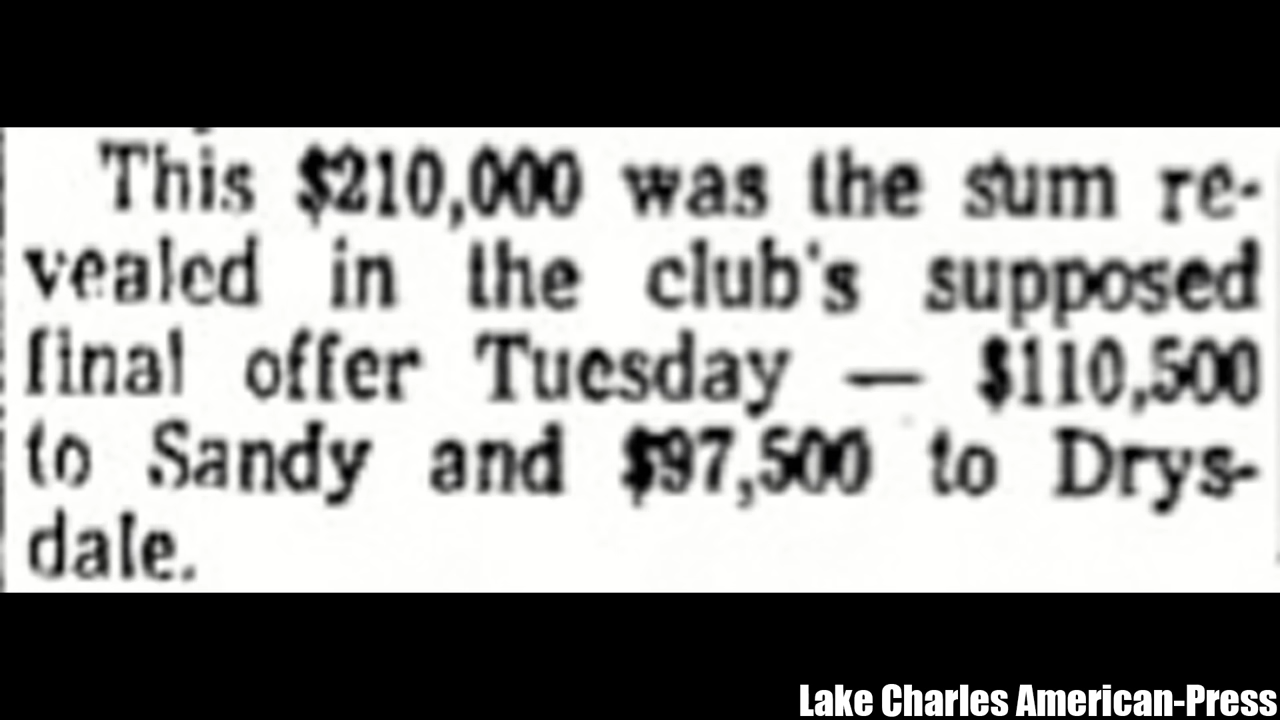 This $210,000 was the sum re-
vealed in the club's supposed
final offer Tuesday — $110,500
to Sandy and $97,500 to Drys-
dale.
Lake Charles American-Press